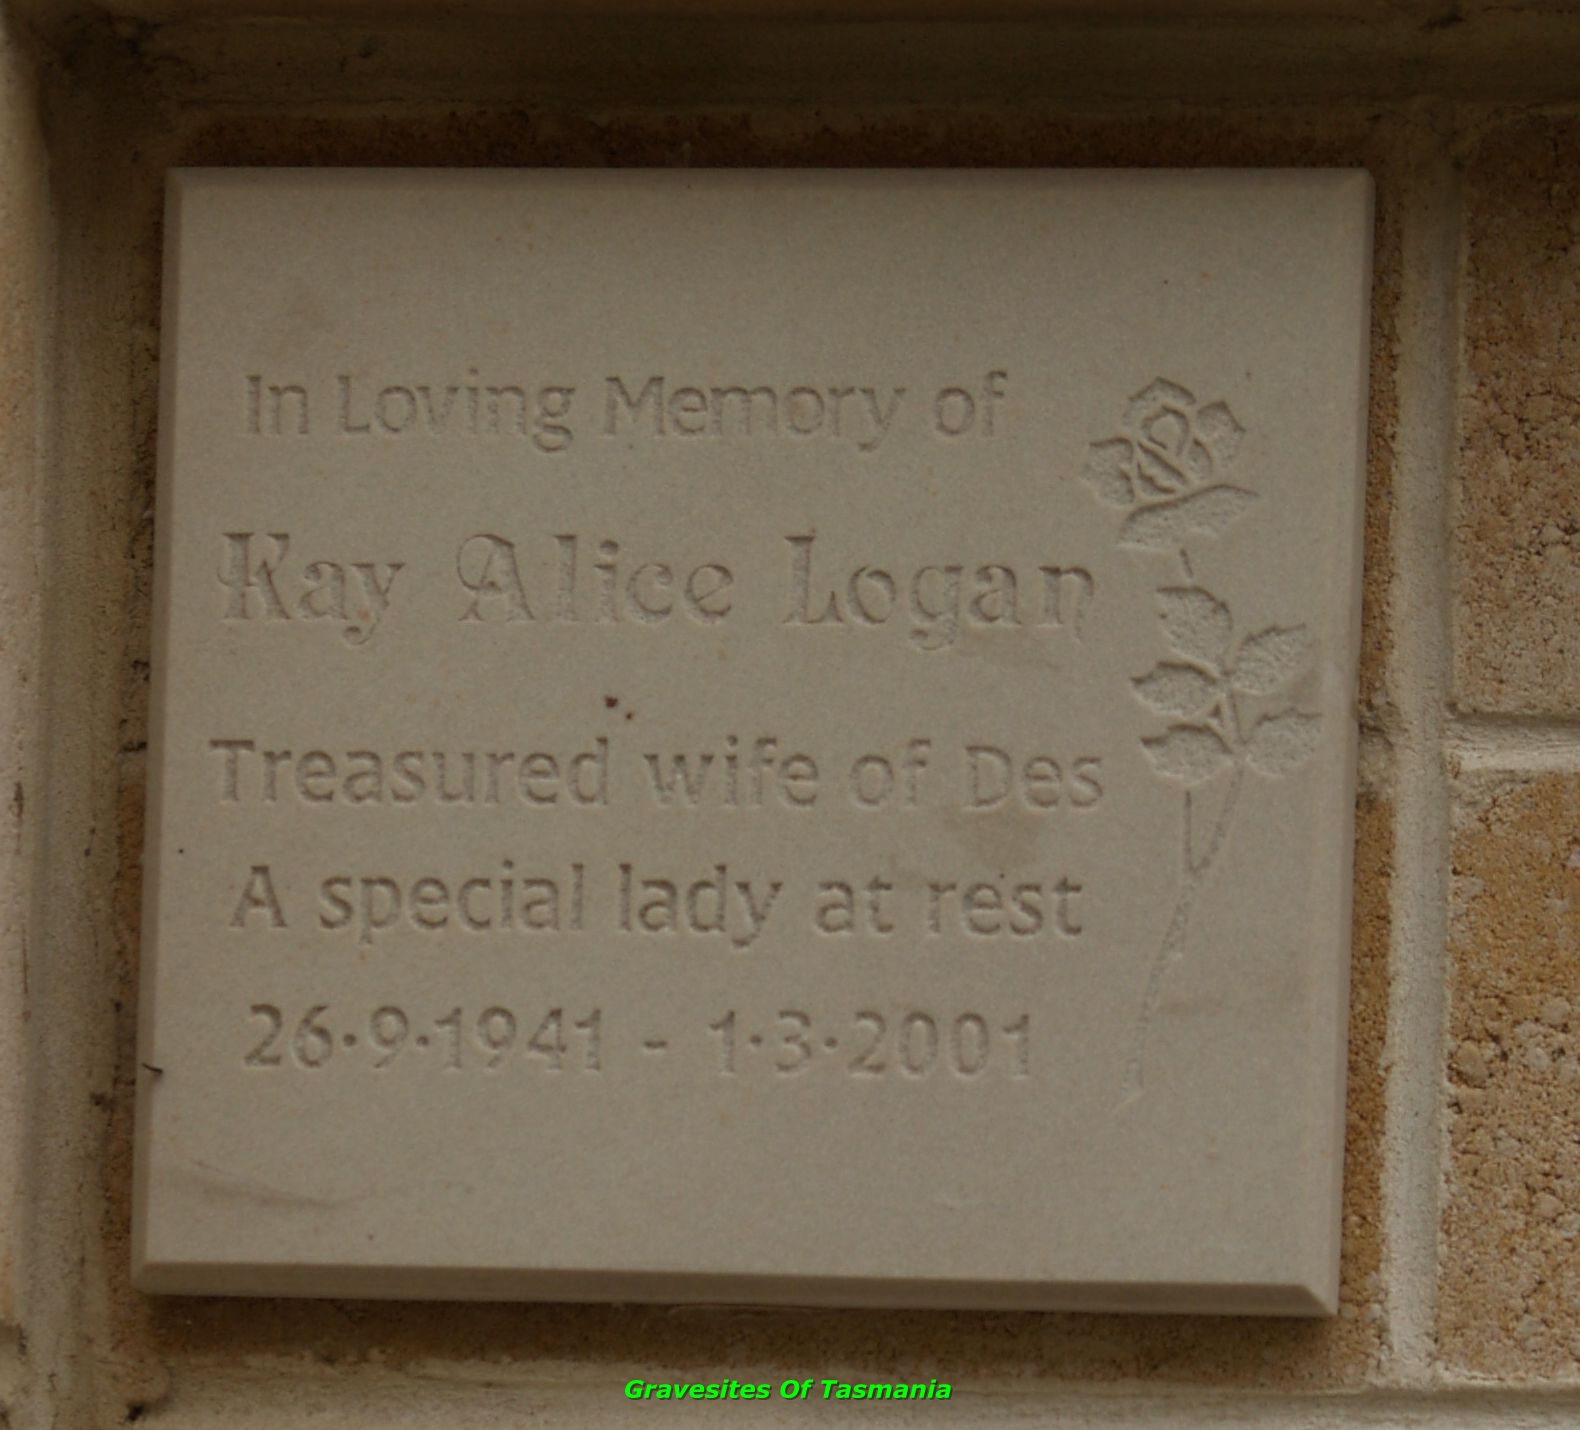 In Loving Memory of
Kay Alice Logan
Treasured wife of Des
A special lady at rest
26·9·1941 - 1·3·2001
Gravesites Of Tasmania